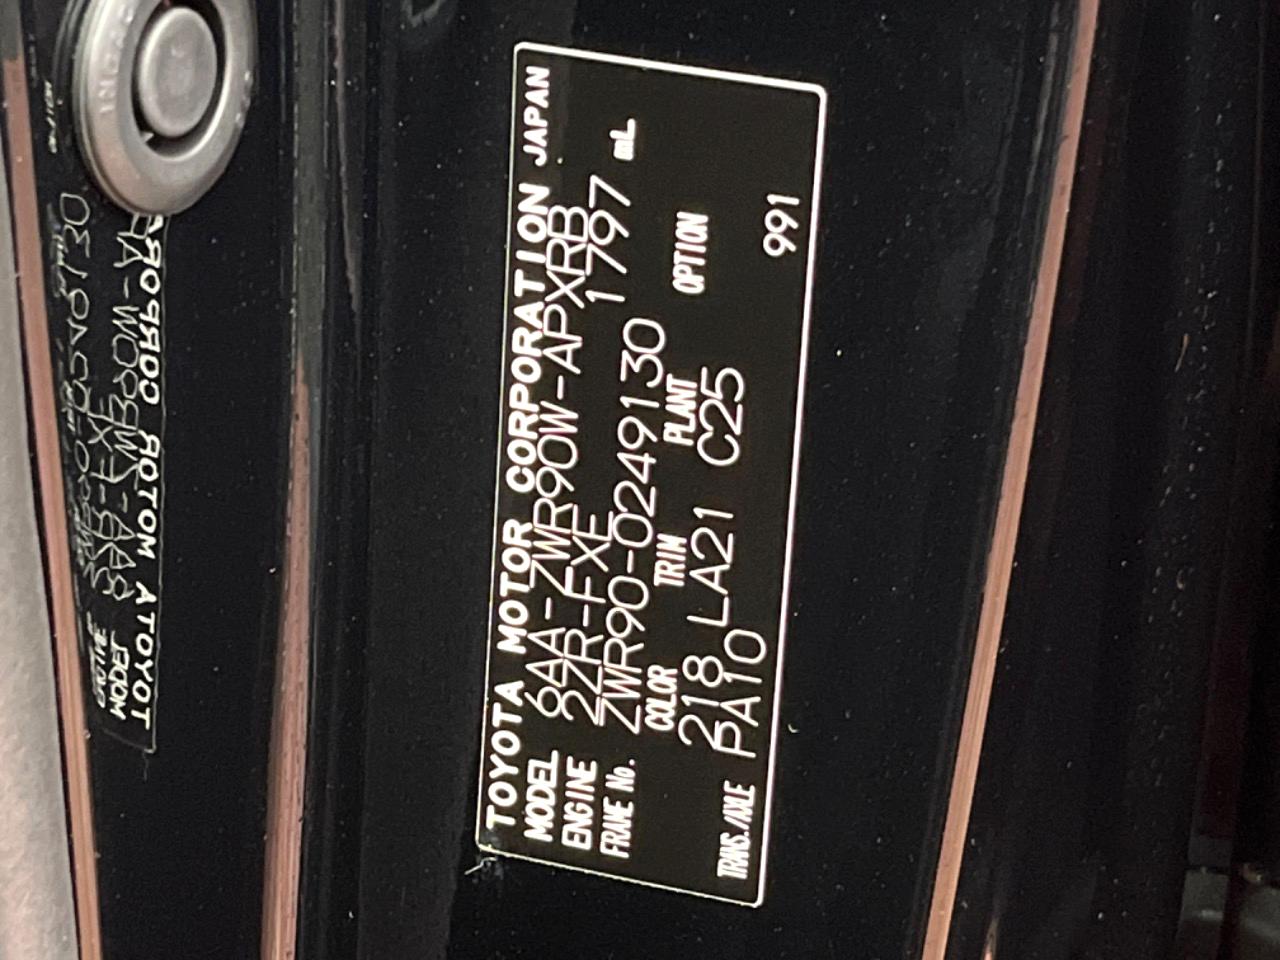 TOYOTA MOTOR CORPORATION JAPAN
MODEL 6AA-ZWR90W-APXRB
ENGINE 2ZR-FXE 1797 mL
FRAME No. ZWR90-0249130
COLOR TRIM PLANT OPTION
218 LA21 C25
TRANS./AXLE PA10 991